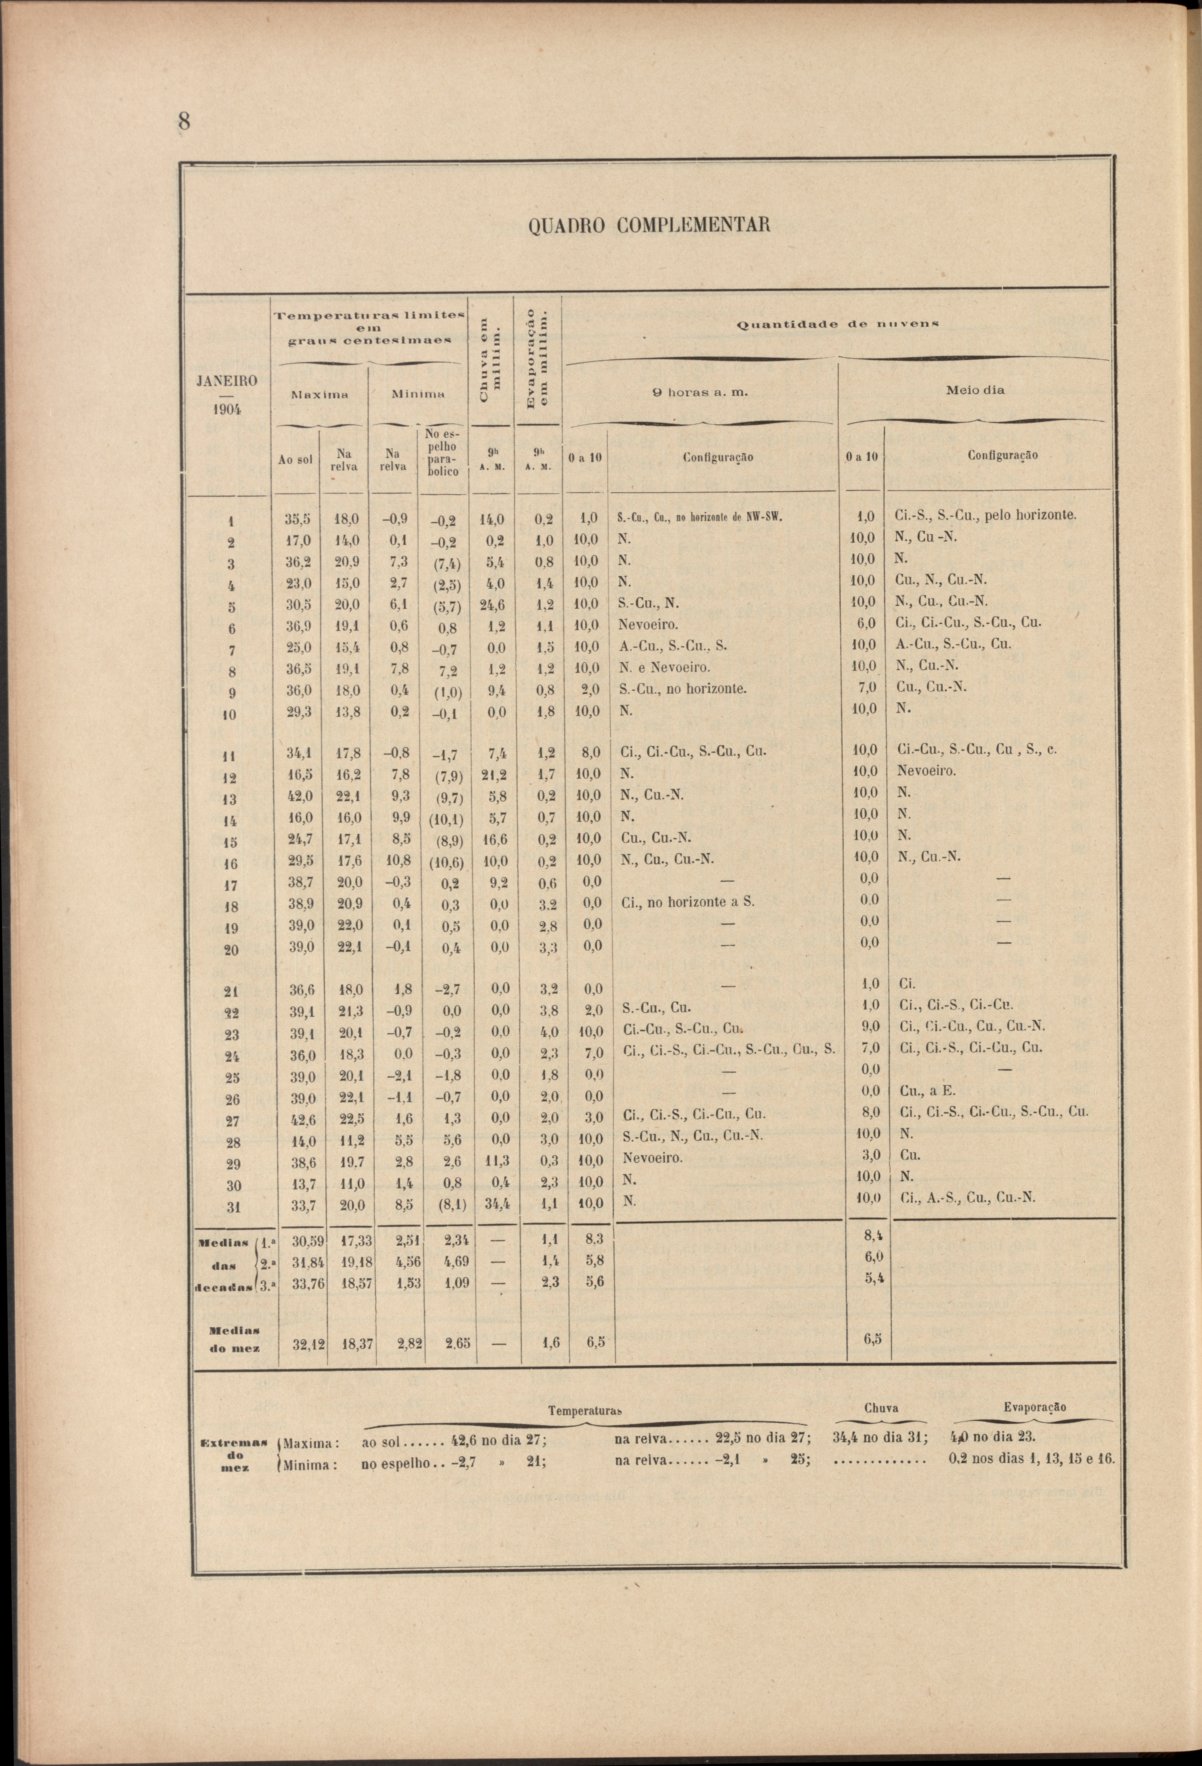 8
QUADRO COMPLEMENTAR
JANEIRO
—
1904
Temperaturas limites
em
graus centesimaes
Chuva em
millim.
Evaporação
em millim.
Quantidade de nuvens
Maxima
Minima
9 horas a. m.
Meio dia
Ao sol
Na
relva
Na
relva
No es-
pelho
para-
bolico
9h
A. M.
9h
A. M.
0 a 10
Configuração
0 a 10
Configuração
1 35,5 18,0 –0,9 –0,2 14,0 0,2 1,0 S.-Cu., Cu., no horizonte de NW-SW. 1,0 Ci.-S., S.-Cu., pelo horizonte.
2 17,0 14,0 0,1 –0,2 0,2 1,0 10,0 N. 10,0 N., Cu -N.
3 36,2 20,9 7,3 (7,4) 5,4 0,8 10,0 N. 10,0 N.
4 23,0 15,0 2,7 (2,5) 4,0 1,4 10,0 N. 10,0 Cu., N., Cu.-N.
5 30,5 20,0 6,1 (5,7) 24,6 1,2 10,0 S.-Cu., N. 10,0 N., Cu., Cu.-N.
6 36,9 19,1 0,6 0,8 1,2 1,1 10,0 Nevoeiro. 6,0 Ci., Ci.-Cu., S.-Cu., Cu.
7 25,0 15,4 0,8 –0,7 0,0 1,5 10,0 A.-Cu., S.-Cu., S. 10,0 A.-Cu., S.-Cu., Cu.
8 36,5 19,1 7,8 7,2 1,2 1,2 10,0 N. e Nevoeiro. 10,0 N., Cu.-N.
9 36,0 18,0 0,4 (1,0) 9,4 0,8 2,0 S.-Cu., no horizonte. 7,0 Cu., Cu.-N.
10 29,3 13,8 0,2 –0,1 0,0 1,8 10,0 N. 10,0 N.
11 34,1 17,8 –0,8 –1,7 7,4 1,2 8,0 Ci., Ci.-Cu., S.-Cu., Cu. 10,0 Ci.-Cu., S.-Cu., Cu , S., c.
12 16,5 16,2 7,8 (7,9) 21,2 1,7 10,0 N. 10,0 Nevoeiro.
13 42,0 22,1 9,3 (9,7) 5,8 0,2 10,0 N., Cu.-N. 10,0 N.
14 16,0 16,0 9,9 (10,1) 5,7 0,7 10,0 N. 10,0 N.
15 24,7 17,1 8,5 (8,9) 16,6 0,2 10,0 Cu., Cu.-N. 10,0 N.
16 29,5 17,6 10,8 (10,6) 10,0 0,2 10,0 N., Cu., Cu.-N. 10,0 N., Cu.-N.
17 38,7 20,0 –0,3 0,2 9,2 0,6 0,0 — 0,0 —
18 38,9 20,9 0,4 0,3 0,0 3,2 0,0 Ci., no horizonte a S. 0,0 —
19 39,0 22,0 0,1 0,5 0,0 2,8 0,0 — 0,0 —
20 39,0 22,1 –0,1 0,4 0,0 3,3 0,0 — 0,0 —
21 36,6 18,0 1,8 –2,7 0,0 3,2 0,0 — 1,0 Ci.
22 39,1 21,3 –0,9 0,0 0,0 3,8 2,0 S.-Cu., Cu. 1,0 Ci., Ci.-S., Ci.-Cu.
23 39,1 20,1 –0,7 –0,2 0,0 4,0 10,0 Ci.-Cu., S.-Cu., Cu. 9,0 Ci., Ci.-Cu., Cu., Cu.-N.
24 36,0 18,3 0,0 –0,3 0,0 2,3 7,0 Ci., Ci.-S., Ci.-Cu., S.-Cu., Cu., S. 7,0 Ci., Ci.-S., Ci.-Cu., Cu.
25 39,0 20,1 –2,1 –1,8 0,0 1,8 0,0 — 0,0 —
26 39,0 22,1 –1,1 –0,7 0,0 2,0 0,0 — 0,0 Cu., a E.
27 42,6 22,5 1,6 1,3 0,0 2,0 3,0 Ci., Ci.-S., Ci.-Cu., Cu. 8,0 Ci., Ci.-S., Ci.-Cu., S.-Cu., Cu.
28 14,0 11,2 5,5 5,6 0,0 3,0 10,0 S.-Cu., N., Cu., Cu.-N. 10,0 N.
29 38,6 19,7 2,8 2,6 11,3 0,3 10,0 Nevoeiro. 3,0 Cu.
30 13,7 11,0 1,4 0,8 0,4 2,3 10,0 N. 10,0 N.
31 33,7 20,0 8,5 (8,1) 34,4 1,1 10,0 N. 10,0 Ci., A.-S., Cu., Cu.-N.
Medias 1.ª 30,59 17,33 2,51 2,34 — 1,1 8,3 8,4
das 2.ª 31,84 19,18 4,56 4,69 — 1,4 5,8 6,0
decadas 3.ª 33,76 18,57 1,53 1,09 — 2,3 5,6 5,4
Medias
do mez 32,12 18,37 2,82 2,65 — 1,6 6,5 6,5
Temperaturas Chuva Evaporação
Extremas
do
mez
Maxima: ao sol...... 42,6 no dia 27; na relva...... 22,5 no dia 27; 34,4 no dia 31; 4,0 no dia 23.
Minima: no espelho.. –2,7 » 21; na relva...... –2,1 » 25; ............. 0,2 nos dias 1, 13, 15 e 16.